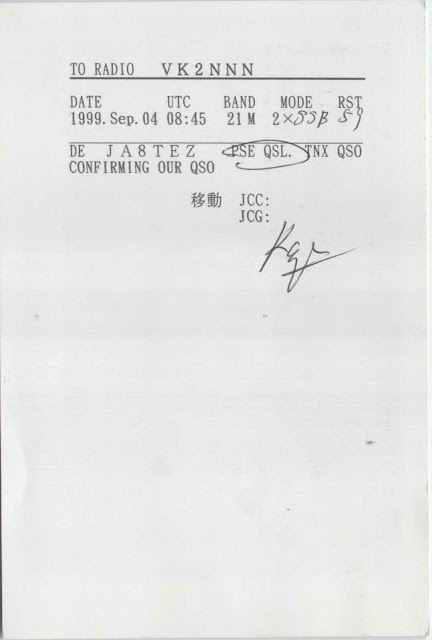 TO RADIO VK2NNN
DATE UTC BAND MODE RST
1999.Sep.04 08:45 21M 2×SSB 59
DE JA8TEZ PSE QSL. TNX QSO
CONFIRMING OUR QSO
移動 JCC:
JCG: